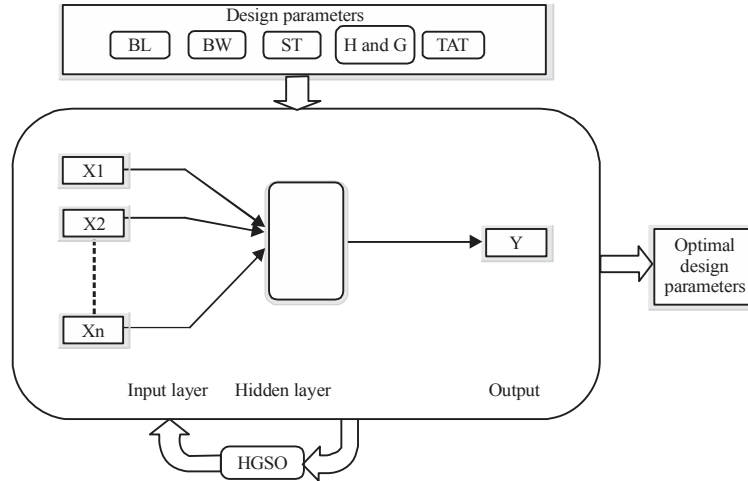 Design parameters
BL BW ST H and G TAT
X1
X2
Xn
Y
Optimal
design
parameters
Input layer Hidden layer Output
HGSO